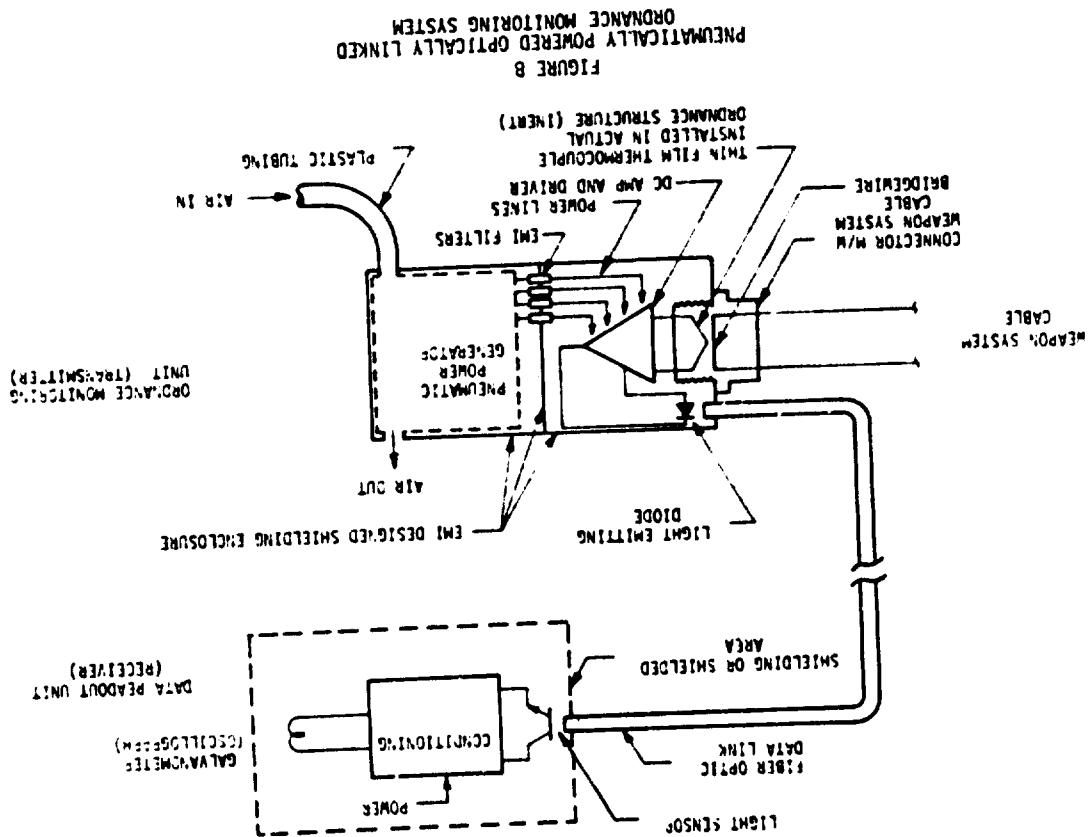 LIGHT SENSOR
POWER
FIBER OPTIC
DATA LINK
CONDITIONING
GALVANOMETER
(OSCILLOGRAPH)
DATA READOUT UNIT
(RECEIVER)
SHIELDING OR SHIELDED
AREA
LIGHT EMITTING
DIODE
EMI DESIGNED SHIELDING ENCLOSURE
AIR OUT
WEAPON SYSTEM
CABLE
PNEUMATIC
POWER
GENERATOR
ORDNANCE MONITORING
UNIT (TRANSMITTER)
CONNECTOR M/W
WEAPON SYSTEM
CABLE
BRIDGEWIRE
EMI FILTERS
POWER LINES
DC AMP AND DRIVER
THIN FILM THERMOCOUPLE
INSTALLED IN ACTUAL
ORDNANCE STRUCTURE (INERT)
AIR IN
PLASTIC TUBING
FIGURE 8
PNEUMATICALLY POWERED OPTICALLY LINKED
ORDNANCE MONITORING SYSTEM